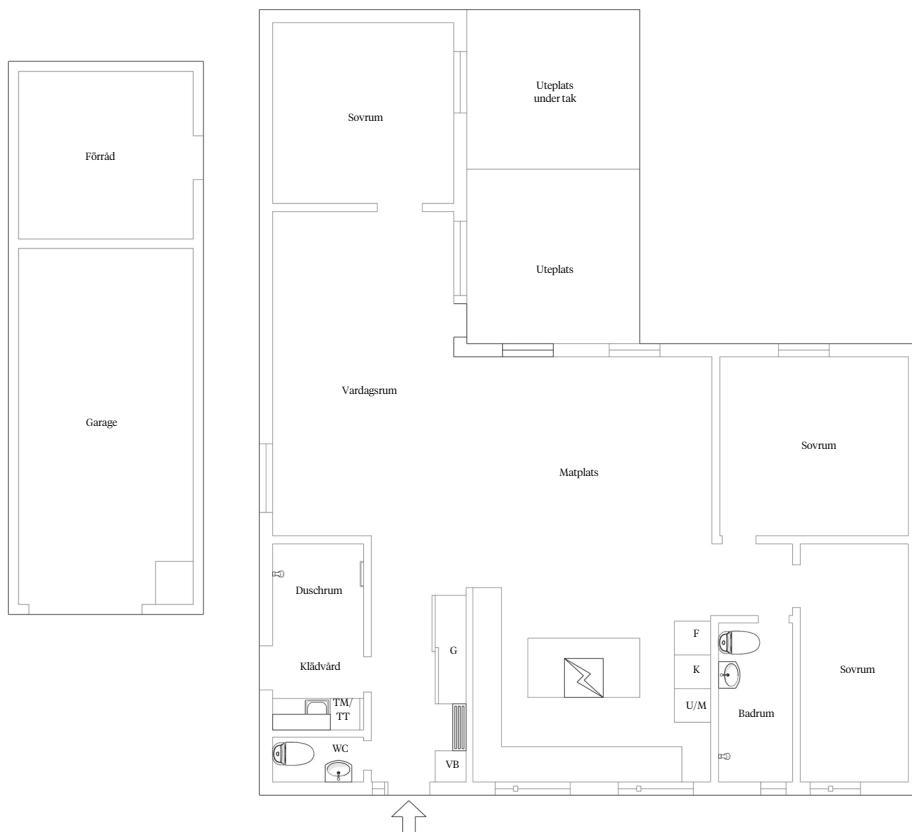 Uteplats
under tak
Sovrum
Förråd
Uteplats
Vardagsrum
Garage
Sovrum
Matplats
Duschrum
F
G
Klädvård
K
Sovrum
TM/
TT
U/M
Badrum
WC
VB